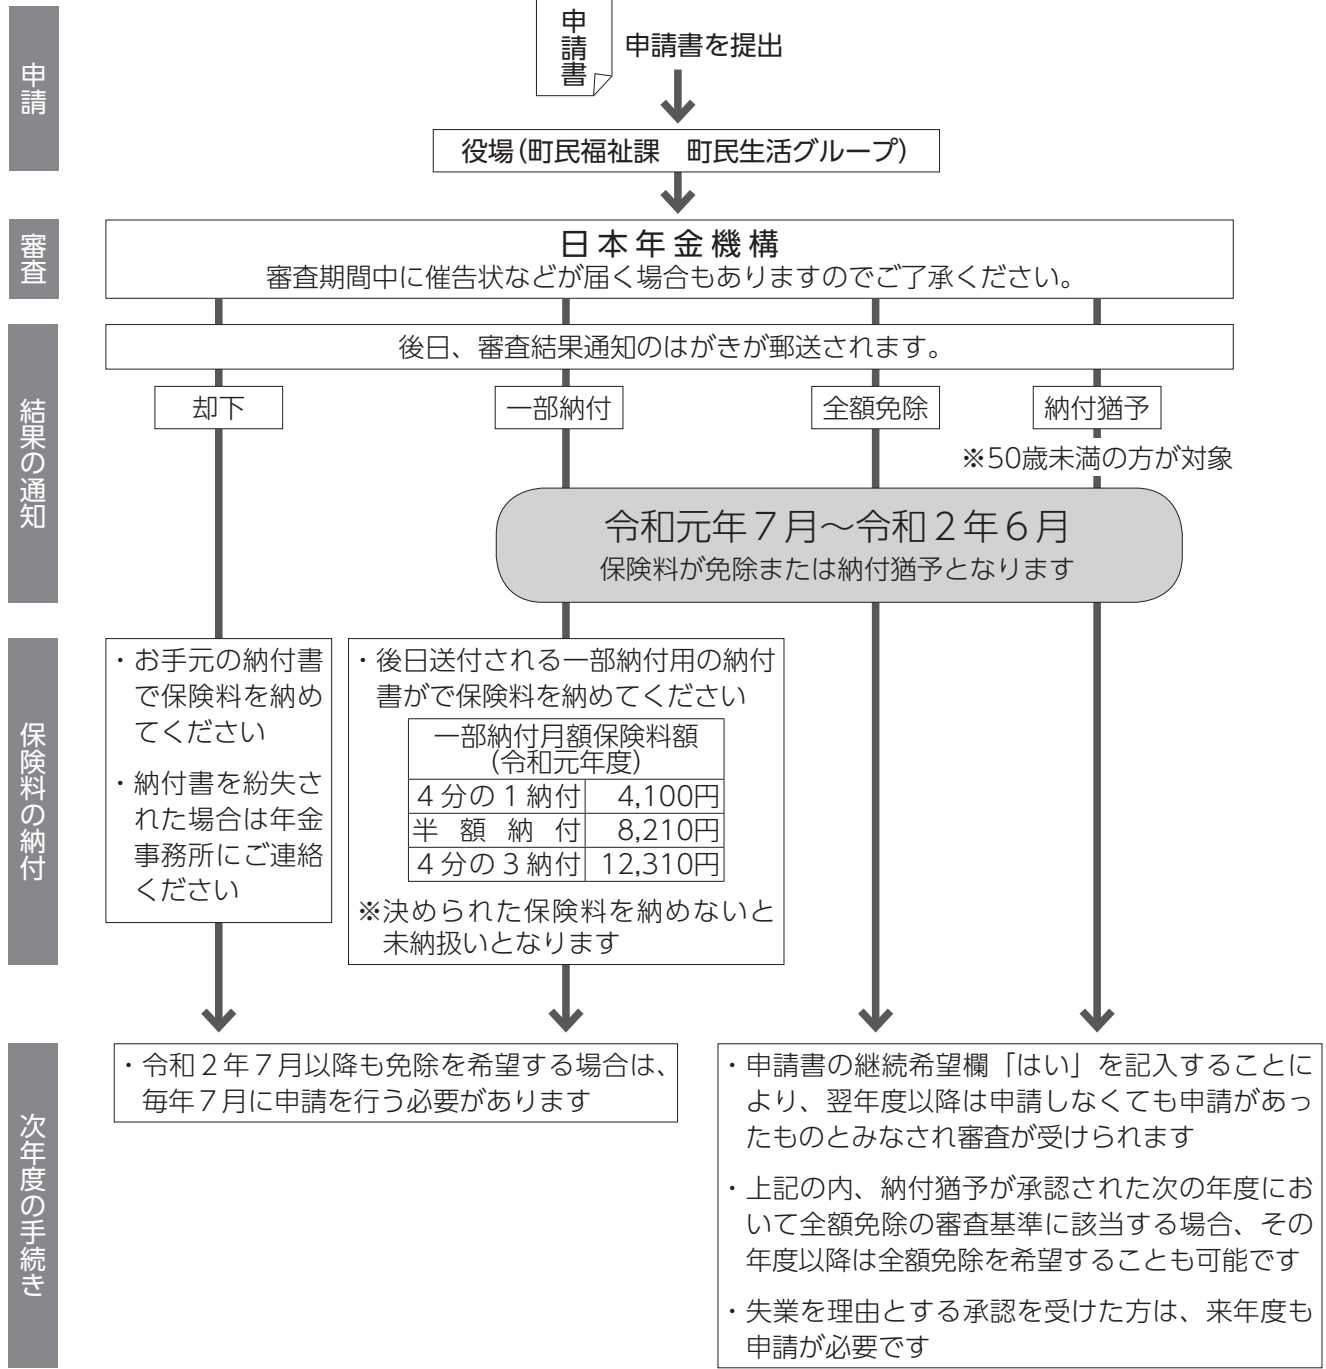 申請
申請書
申請書を提出
役場(町民福祉課　町民生活グループ)
審査
日本年金機構
審査期間中に催告状などが届く場合もありますのでご了承ください。
結果の通知
後日、審査結果通知のはがきが郵送されます。
却下
一部納付
全額免除
納付猶予
※50歳未満の方が対象
令和元年７月～令和２年６月
保険料が免除または納付猶予となります
保険料の納付
・お手元の納付書
で保険料を納め
てください
・納付書を紛失さ
れた場合は年金
事務所にご連絡
ください
・後日送付される一部納付用の納付
書がで保険料を納めてください
一部納付月額保険料額
(令和元年度)
４分の１納付 4,100円
半額納付 8,210円
４分の３納付 12,310円
※決められた保険料を納めないと
未納扱いとなります
次年度の手続き
・令和２年７月以降も免除を希望する場合は、
毎年７月に申請を行う必要があります
・申請書の継続希望欄「はい」を記入することに
より、翌年度以降は申請しなくても申請があっ
たものとみなされ審査が受けられます
・上記の内、納付猶予が承認された次の年度にお
いて全額免除の審査基準に該当する場合、その
年度以降は全額免除を希望することも可能です
・失業を理由とする承認を受けた方は、来年度も
申請が必要です